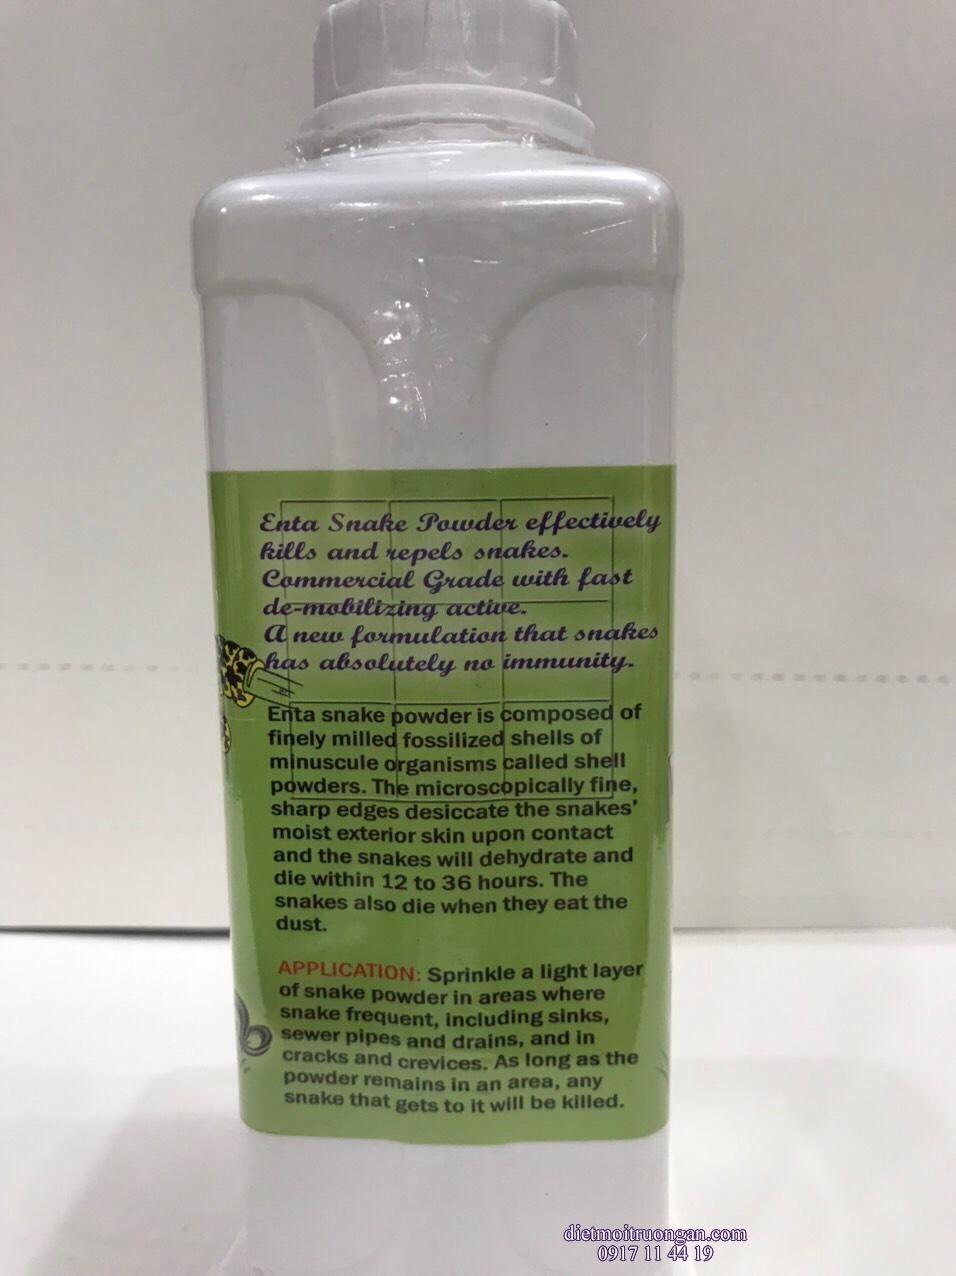 Enta Snake Powder effectively
kills and repels snakes.
Commercial Grade with fast
de-mobilizing active.
A new formulation that snakes
has absolutely no immunity.
Enta snake powder is composed of
finely milled fossilized shells of
minuscule organisms called shell
powders. The microscopically fine,
sharp edges desiccate the snakes'
moist exterior skin upon contact
and the snakes will dehydrate and
die within 12 to 36 hours. The
snakes also die when they eat the
dust.
APPLICATION: Sprinkle a light layer
of snake powder in areas where
snake frequent, including sinks,
sewer pipes and drains, and in
cracks and crevices. As long as the
powder remains in an area, any
snake that gets to it will be killed.
dietmoitruongan.com
0917 11 44 19